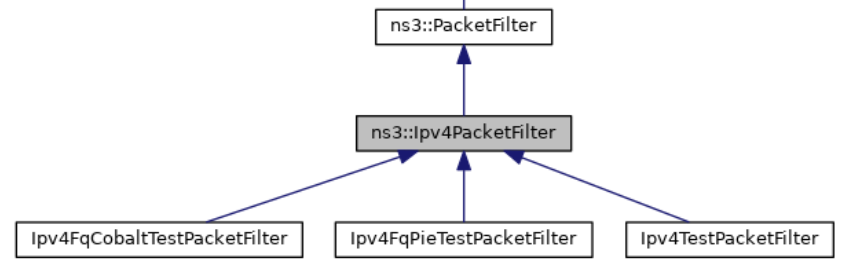 ns3::PacketFilter
ns3::Ipv4PacketFilter
Ipv4FqCobaltTestPacketFilter
Ipv4FqPieTestPacketFilter
Ipv4TestPacketFilter